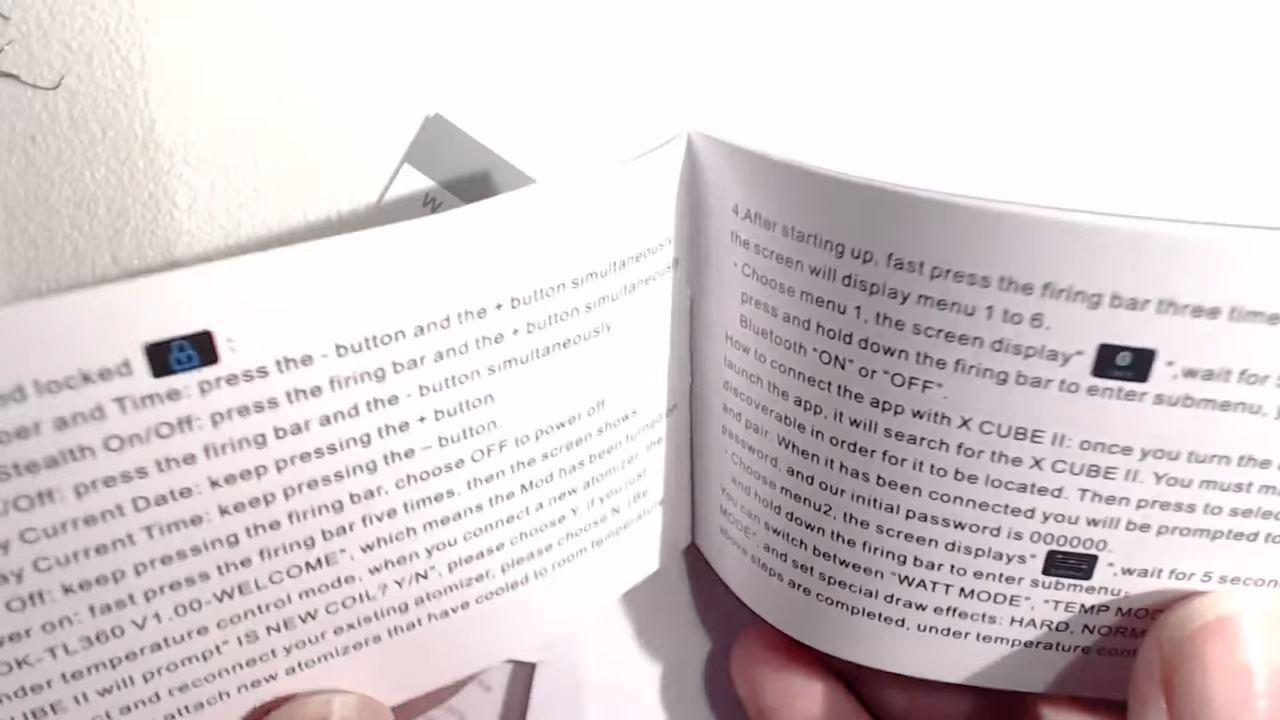 W
locked :
and Time: press the - button and the + button simultaneously
Stealth On/Off: press the firing bar and the + button simultaneously
/Off: press the firing bar and the - button simultaneously
Current Date: keep pressing the + button
Current Time: keep pressing the – button.
Off: keep pressing the firing bar, choose OFF to power off
on: fast press the firing bar five times, then the screen shows
OK-TL360 V1.00-WELCOME", which means the Mod has been turned on
temperature control mode, when you connect a new atomizer, the
II will prompt" IS NEW COIL? Y/N", please choose Y, if you just
and reconnect your existing atomizer, please choose N. (Be
attach new atomizers that have cooled to room temperature
4.After starting up, fast press the firing bar three
the screen will display menu 1 to 6.
· Choose menu 1, the screen display" ",wait for
press and hold down the firing bar to enter submenu,
Bluetooth "ON" or "OFF".
How to connect the app with X CUBE II: once you turn the
launch the app, it will search for the X CUBE II. You must
discoverable in order for it to be located. Then press to
and pair. When it has been connected you will be prompted
password, and our initial password is 000000.
· Choose menu2, the screen displays" ",wait for 5
and hold down the firing bar to enter submenu.
You can switch between "WATT MODE", "TEMP
MODE", and set special draw effects: HARD,
above steps are completed, under temperature